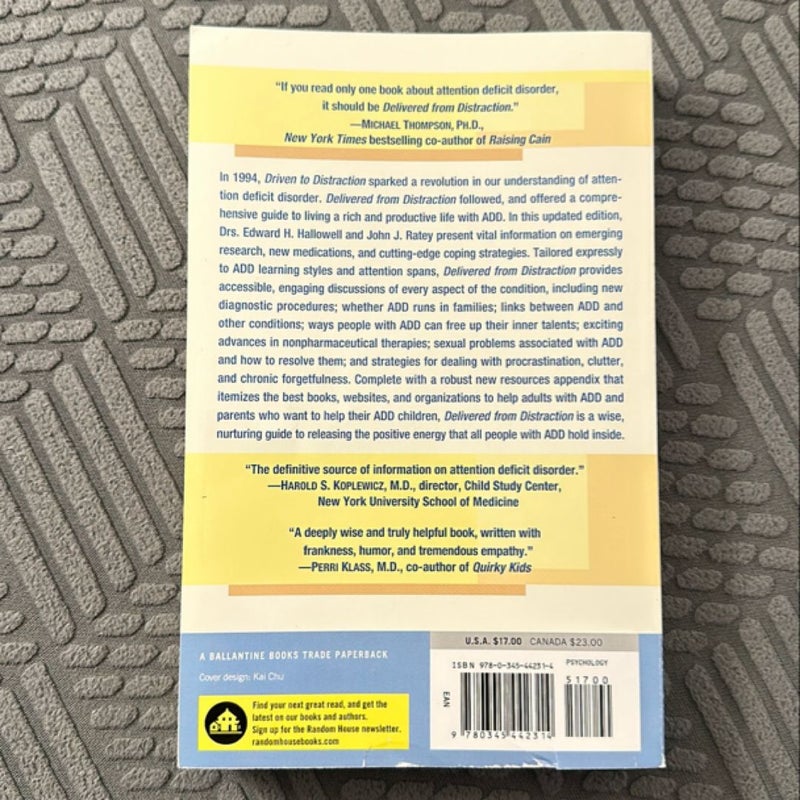 “If you read only one book about attention deficit disorder,
it should be Delivered from Distraction.”
—MICHAEL THOMPSON, PH.D.,
New York Times bestselling co-author of Raising Cain
In 1994, Driven to Distraction sparked a revolution in our understanding of atten-
tion deficit disorder. Delivered from Distraction followed, and offered a compre-
hensive guide to living a rich and productive life with ADD. In this updated edition,
Drs. Edward H. Hallowell and John J. Ratey present vital information on emerging
research, new medications, and cutting-edge coping strategies. Tailored expressly
to ADD learning styles and attention spans, Delivered from Distraction provides
accessible, engaging discussions of every aspect of the condition, including new
diagnostic procedures; whether ADD runs in families; links between ADD and
other conditions; ways people with ADD can free up their inner talents; exciting
advances in nonpharmaceutical therapies; sexual problems associated with ADD
and how to resolve them; and strategies for dealing with procrastination, clutter,
and chronic forgetfulness. Complete with a robust new resources appendix that
itemizes the best books, websites, and organizations to help adults with ADD and
parents who want to help their ADD children, Delivered from Distraction is a wise,
nurturing guide to releasing the positive energy that all people with ADD hold inside.
“The definitive source of information on attention deficit disorder.”
—HAROLD S. KOPLEWICZ, M.D., director, Child Study Center,
New York University School of Medicine
“A deeply wise and truly helpful book, written with
frankness, humor, and tremendous empathy.”
—PERRI KLASS, M.D., co-author of Quirky Kids
A BALLANTINE BOOKS TRADE PAPERBACK
Cover design: Kai Chu
Find your next great read, and get the
latest on our books and authors.
Sign up for the Random House newsletter.
randomhousebooks.com
U.S.A. $17.00 CANADA $23.00
ISBN 978-0-345-44231-4
PSYCHOLOGY
51700
EAN
9 780345 442314